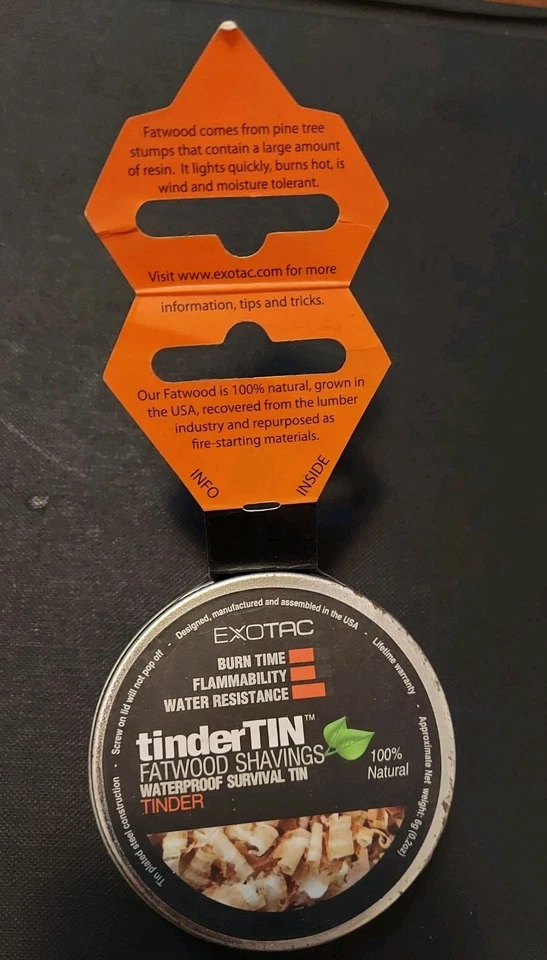 Fatwood comes from pine tree
stumps that contain a large amount
of resin. It lights quickly, burns hot, is
wind and moisture tolerant.
Visit www.exotac.com for more
information, tips and tricks.
Our Fatwood is 100% natural, grown in
the USA, recovered from the lumber
industry and repurposed as
fire-starting materials.
INFO
INSIDE
Tin plated steel construction - Screw on lid will not pop off - Designed, manufactured and assembled in the USA - Lifetime warranty - Approximate Net weight: 6g (0.2oz)
EXOTAC
BURN TIME
FLAMMABILITY
WATER RESISTANCE
tinderTIN™
FATWOOD SHAVINGS
WATERPROOF SURVIVAL TIN
TINDER
100%
Natural